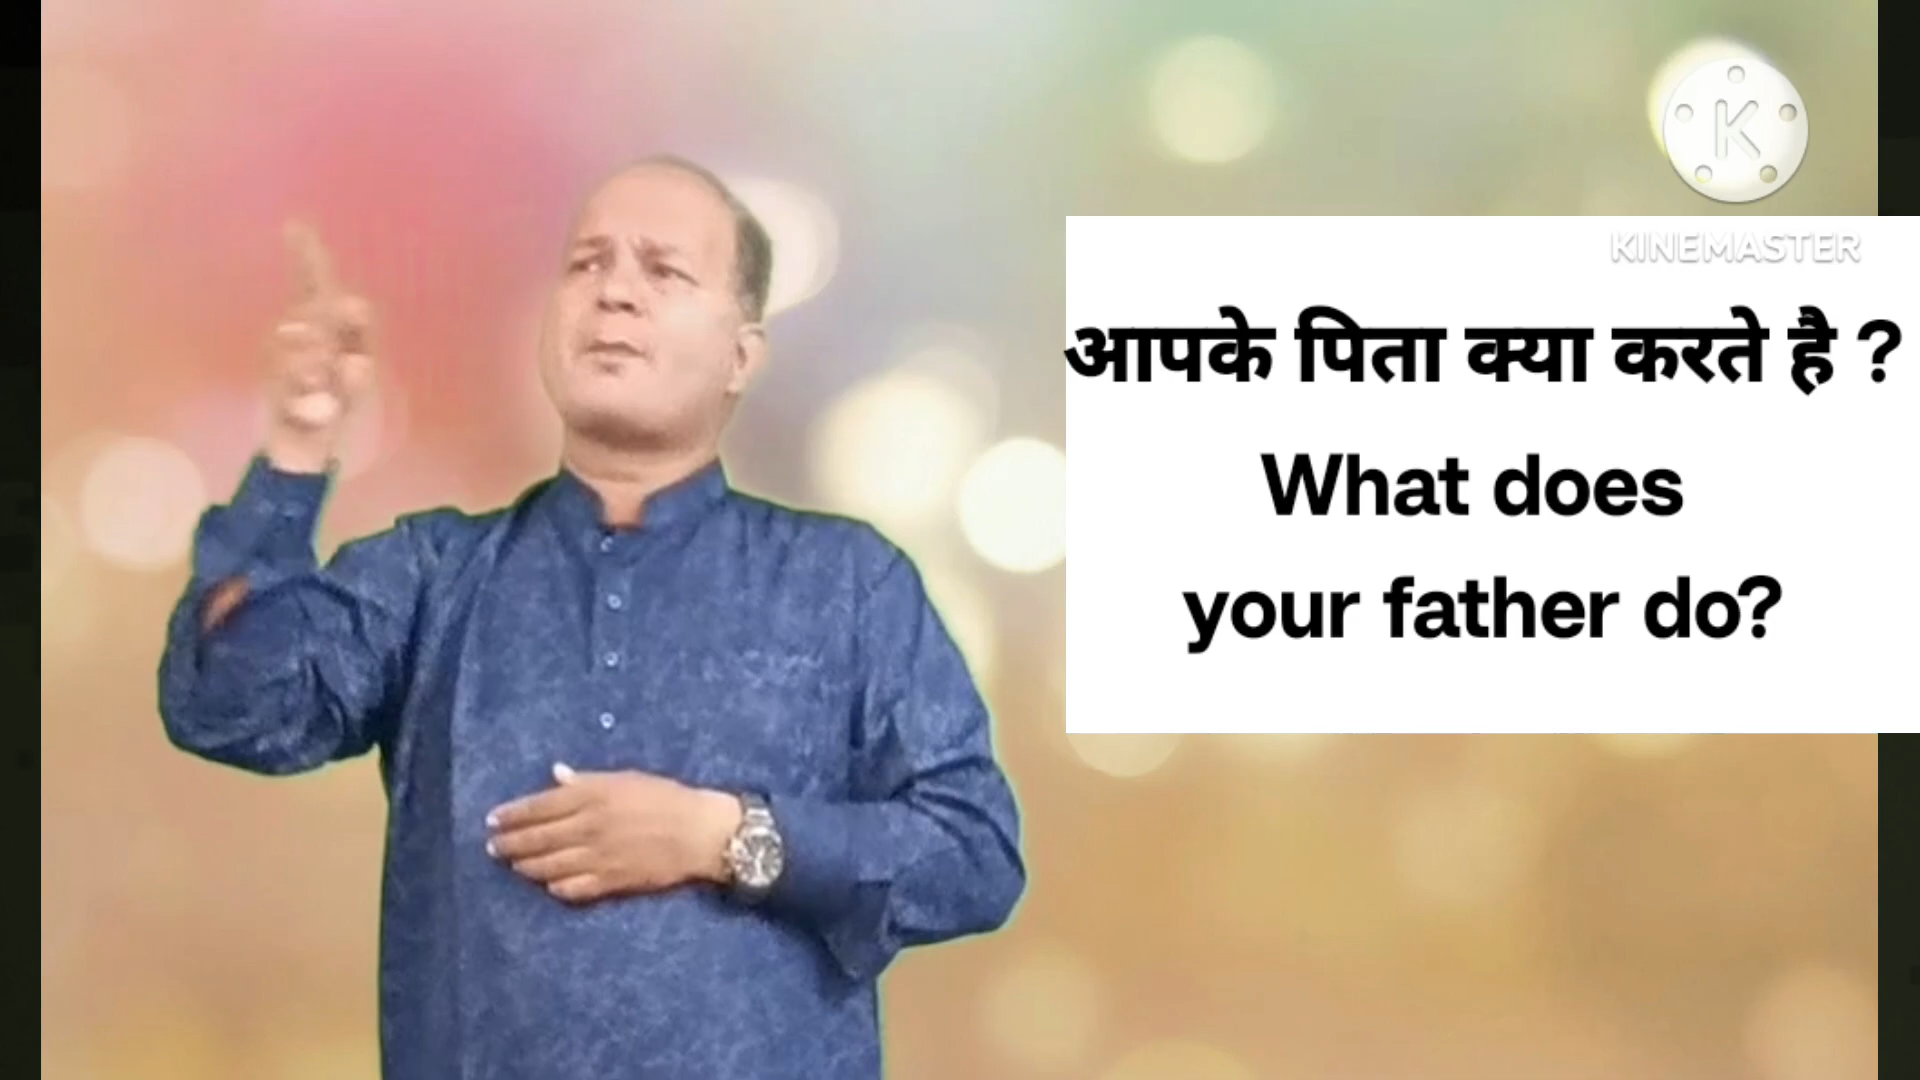 K
KINEMASTER
आपके पिता क्या करते है ?
What does
your father do?